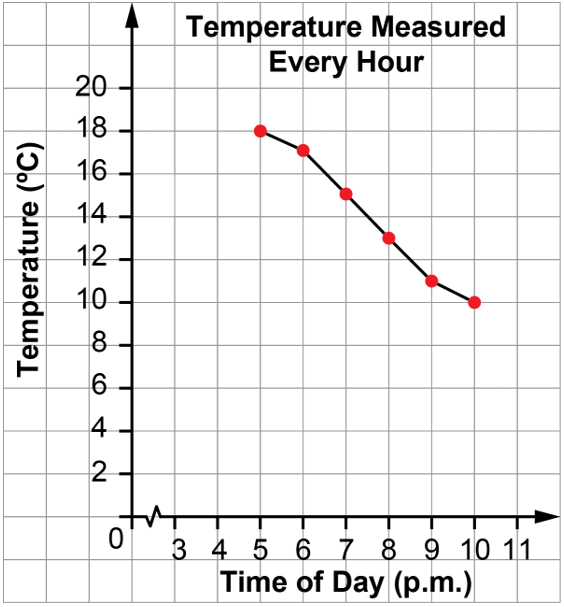 Temperature Measured
Every Hour
Temperature (ºC)
20
18
16
14
12
10
8
6
4
2
0
3 4 5 6 7 8 9 10 11
Time of Day (p.m.)